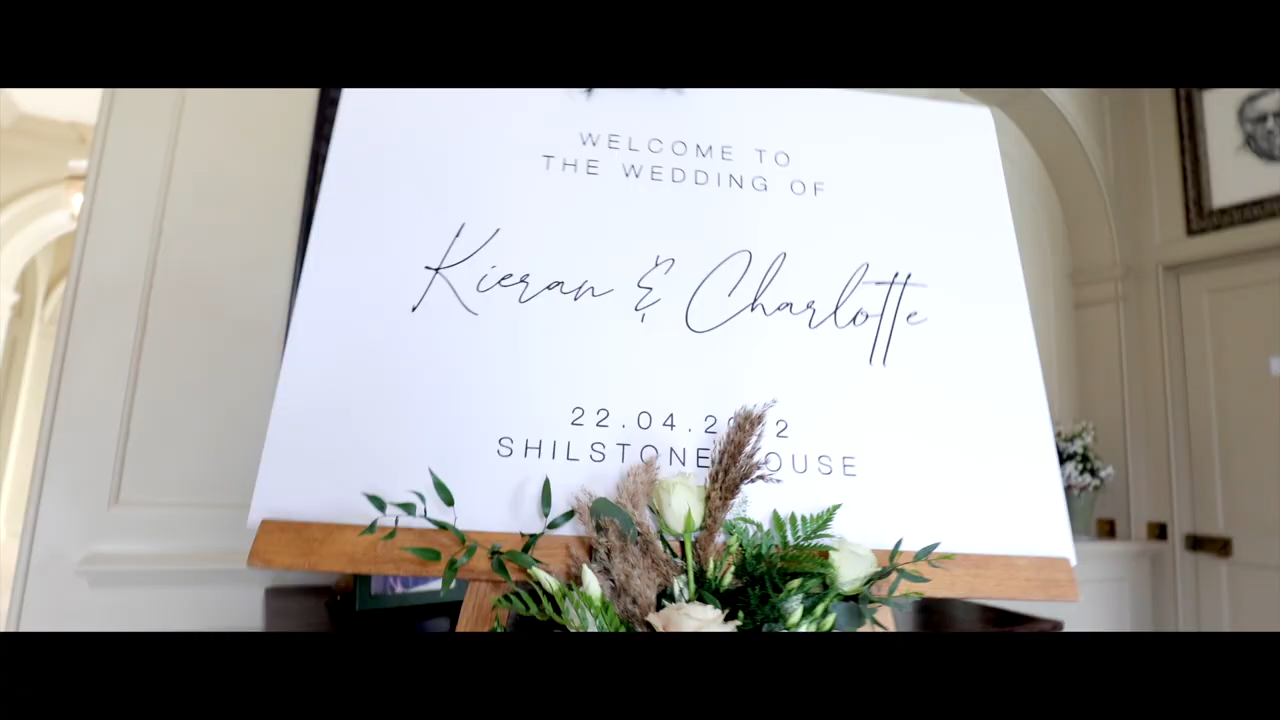 WELCOME TO
THE WEDDING OF
Kieran & Charlotte
SHILSTONE